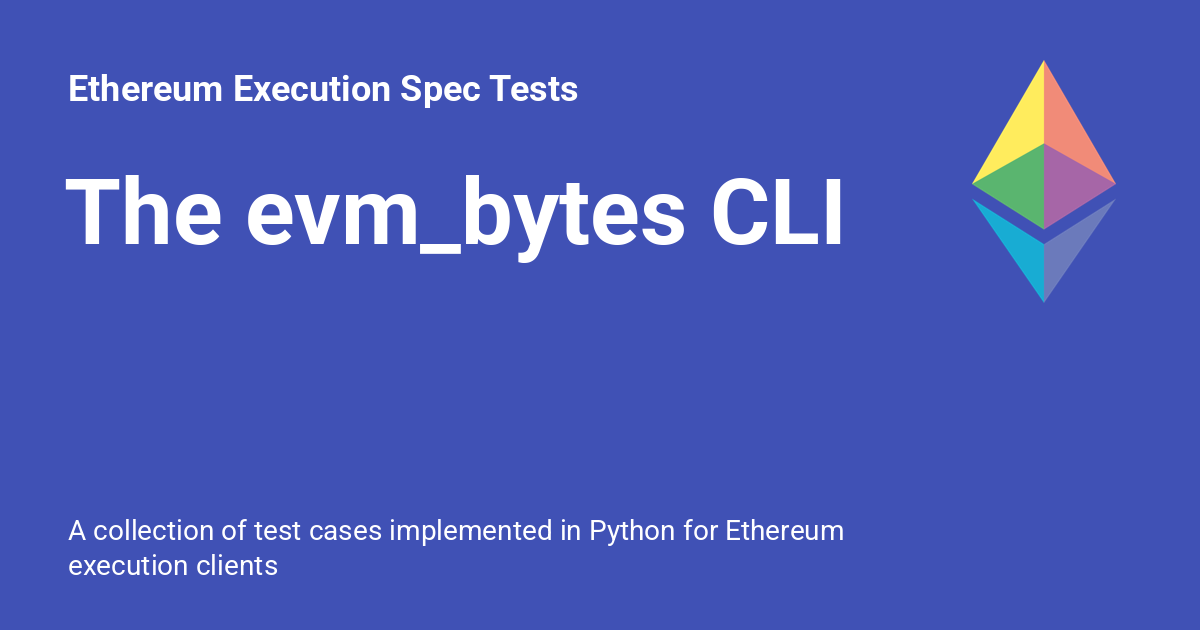 Ethereum Execution Spec Tests
The evm_bytes CLI
A collection of test cases implemented in Python for Ethereum
execution clients